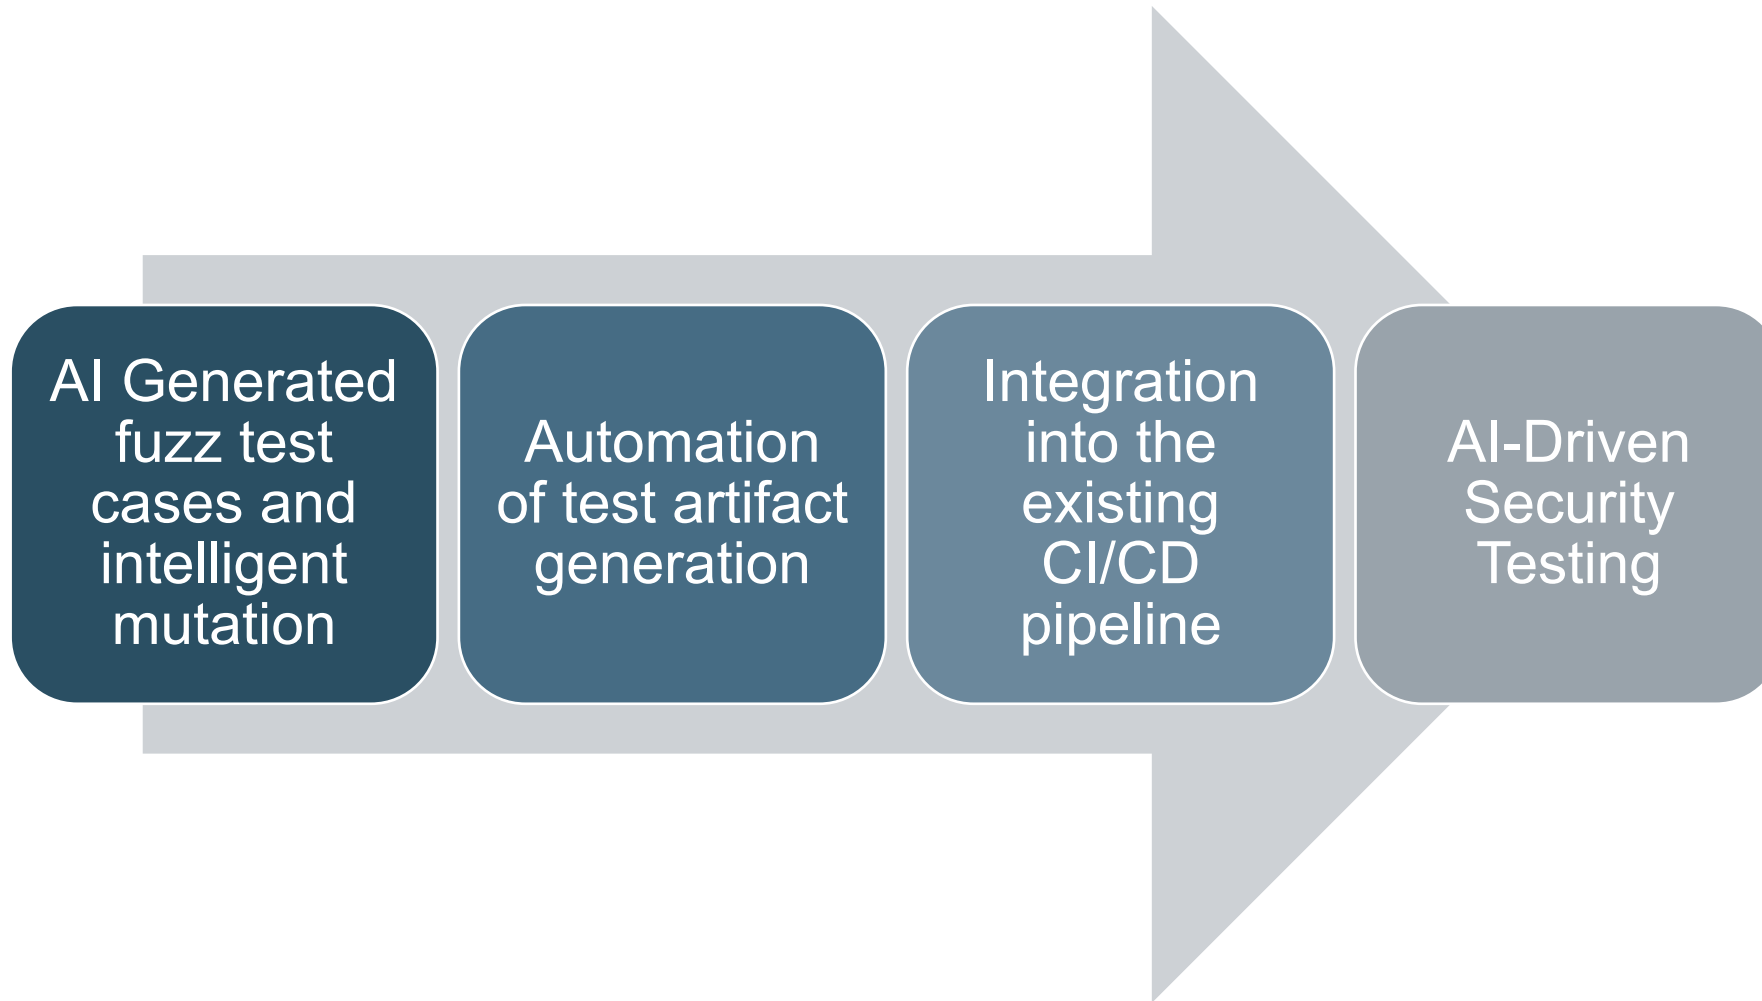 AI Generated
fuzz test
cases and
intelligent
mutation
Automation
of test artifact
generation
Integration
into the
existing
CI/CD
pipeline
AI-Driven
Security
Testing